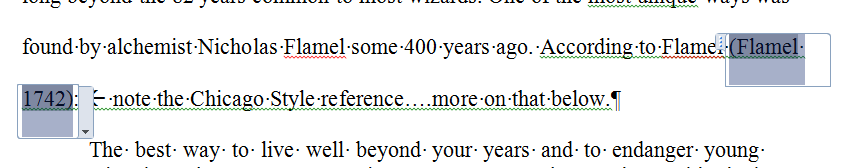 long beyond the 82 years common to most wizards. One of the most unique ways was
found by alchemist Nicholas Flamel some 400 years ago. According to Flamel (Flamel
1742): ← note the Chicago Style reference….more on that below.¶
The best way to live well beyond your years and to endanger young